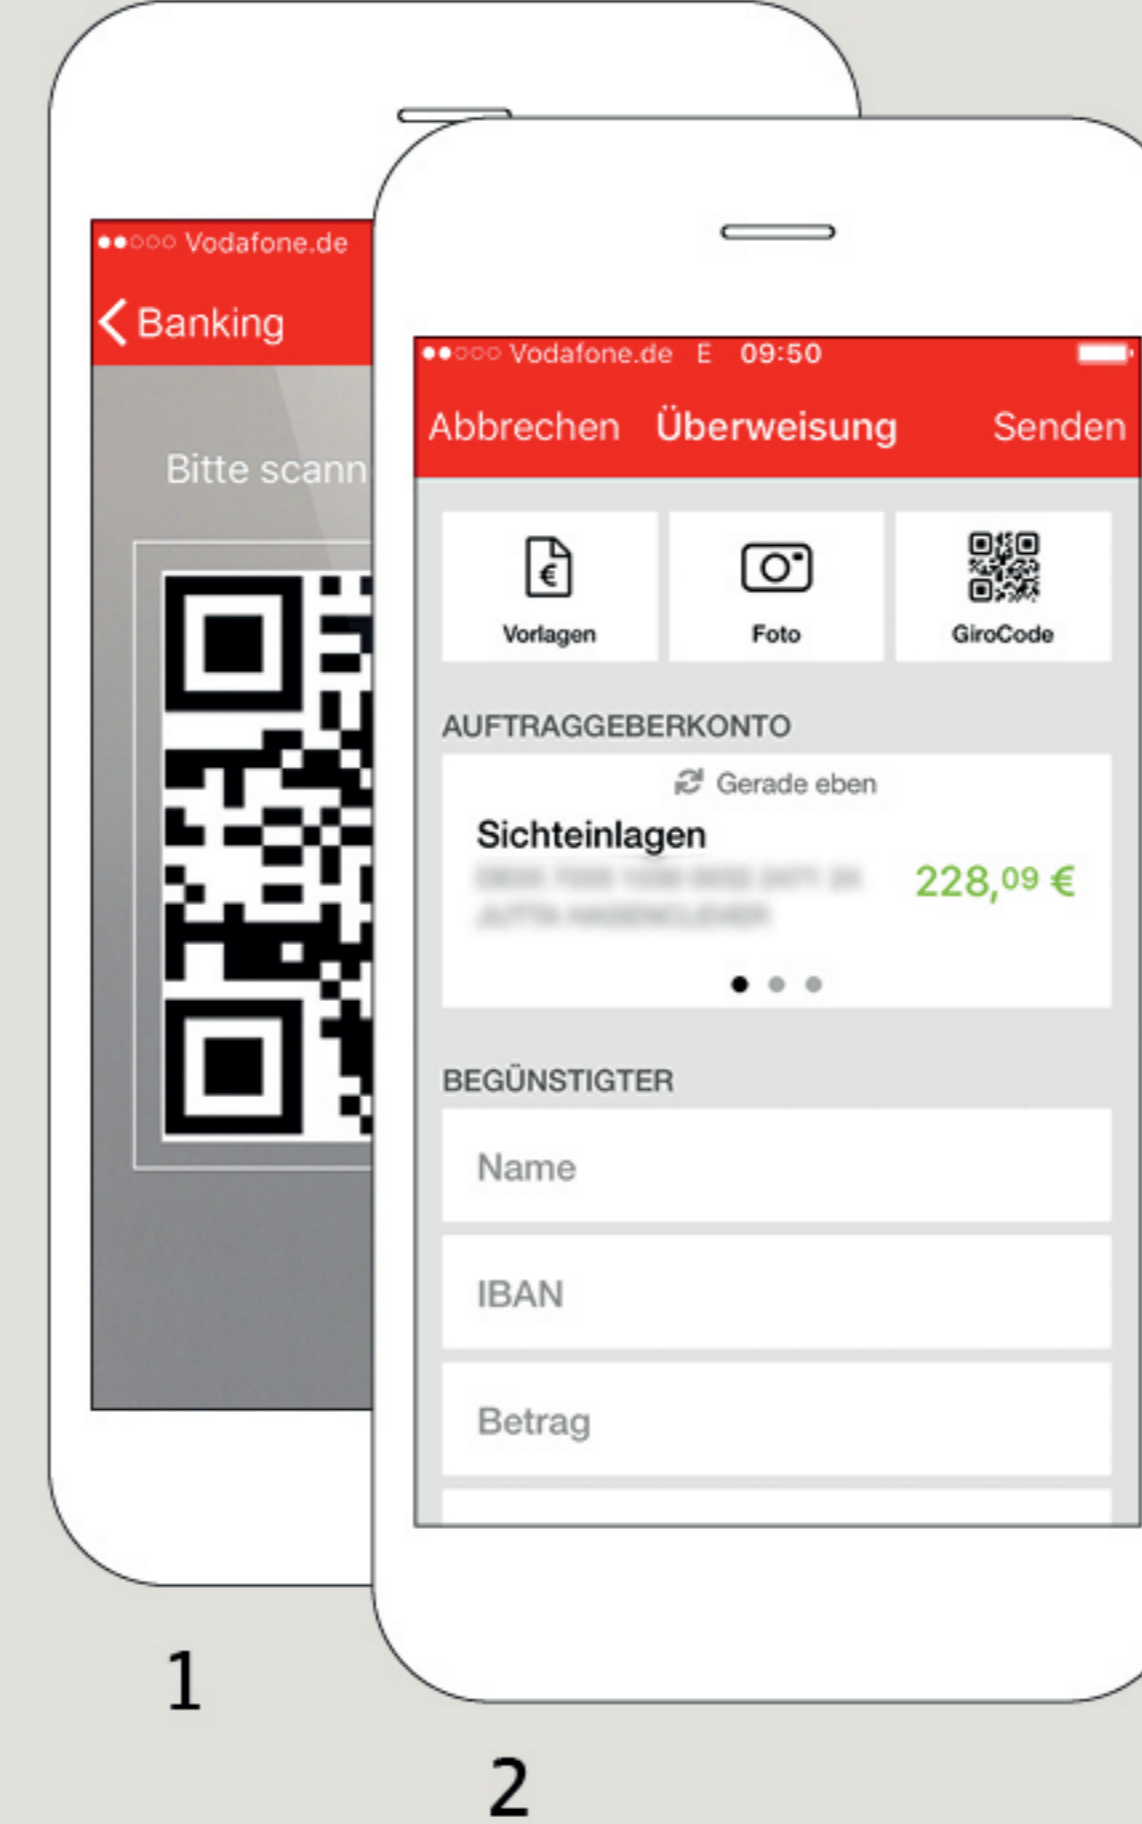 Vodafone.de
Banking
Bitte scann
Vodafone.de E 09:50
Abbrechen Überweisung Senden
Vorlagen Foto GiroCode
AUFTRAGGEBERKONTO
Gerade eben
Sichteinlagen
228,09 €
BEGÜNSTIGTER
Name
IBAN
Betrag
1
2